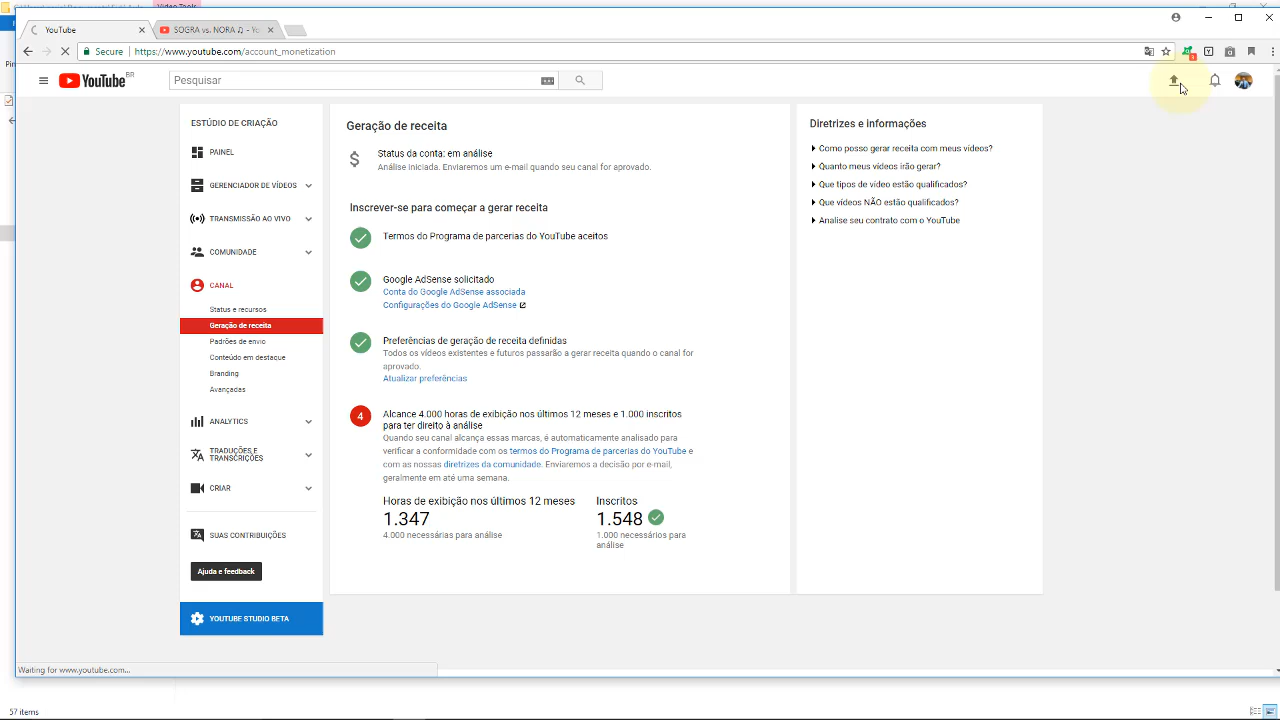 Video Tools
YouTube
SOGRA vs. NORA ♫ - Yo
Secure
https://www.youtube.com/account_monetization
YouTube BR
Pesquisar
ESTÚDIO DE CRIAÇÃO
PAINEL
GERENCIADOR DE VÍDEOS
TRANSMISSÃO AO VIVO
COMUNIDADE
CANAL
Status e recursos
Geração de receita
Padrões de envio
Conteúdo em destaque
Branding
Avançadas
ANALYTICS
TRADUÇÕES E
TRANSCRIÇÕES
CRIAR
SUAS CONTRIBUIÇÕES
Ajuda e feedback
YOUTUBE STUDIO BETA
Geração de receita
$
Status da conta: em análise
Análise iniciada. Enviaremos um e-mail quando seu canal for aprovado.
Inscrever-se para começar a gerar receita
Termos do Programa de parcerias do YouTube aceitos
Google AdSense solicitado
Conta do Google AdSense associada
Configurações do Google AdSense
Preferências de geração de receita definidas
Todos os vídeos existentes e futuros passarão a gerar receita quando o canal for
aprovado.
Atualizar preferências
4
Alcance 4.000 horas de exibição nos últimos 12 meses e 1.000 inscritos
para ter direito à análise
Quando seu canal alcança essas marcas, é automaticamente analisado para
verificar a conformidade com os termos do Programa de parcerias do YouTube e
com as nossas diretrizes da comunidade. Enviaremos a decisão por e-mail,
geralmente em até uma semana.
Horas de exibição nos últimos 12 meses
1.347
4.000 necessárias para análise
Inscritos
1.548
1.000 necessários para
análise
Diretrizes e informações
Como posso gerar receita com meus vídeos?
Quanto meus vídeos irão gerar?
Que tipos de vídeo estão qualificados?
Que vídeos NÃO estão qualificados?
Analise seu contrato com o YouTube
Waiting for www.youtube.com...
57 items